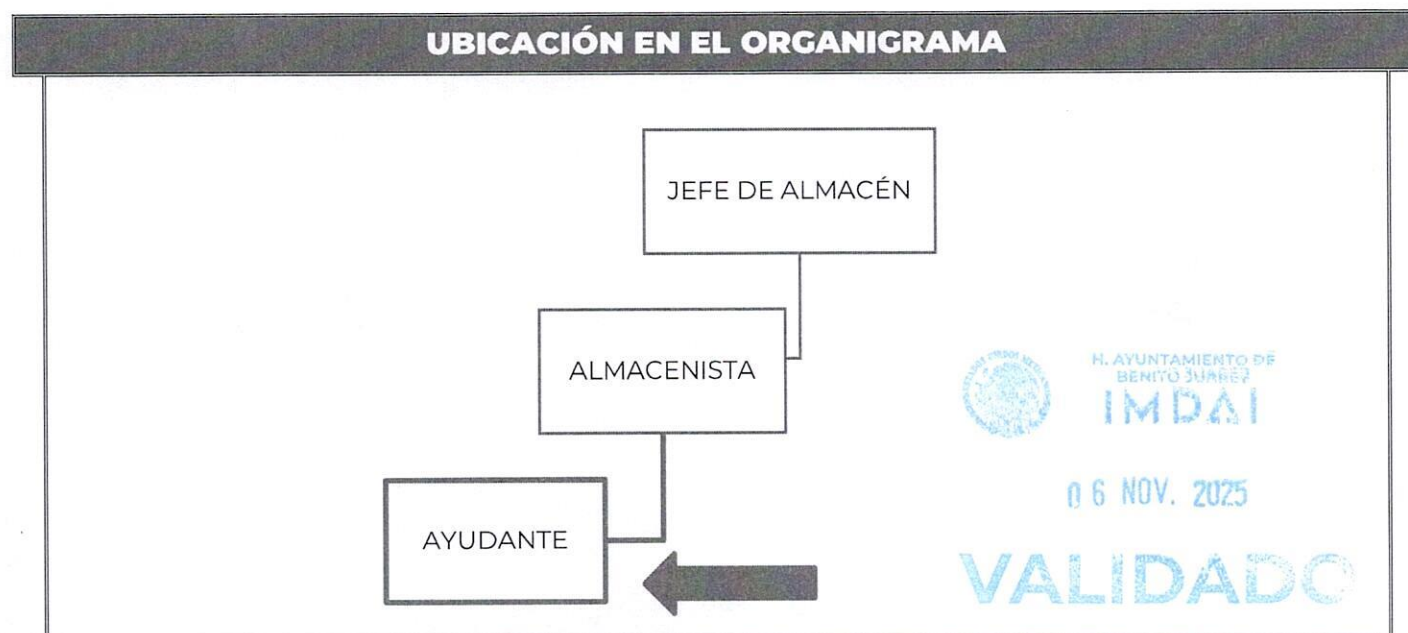 UBICACIÓN EN EL ORGANIGRAMA
JEFE DE ALMACÉN
ALMACENISTA
H. AYUNTAMIENTO DE
BENITO JUÁREZ
IMDAI
06 NOV. 2025
AYUDANTE
VALIDADO